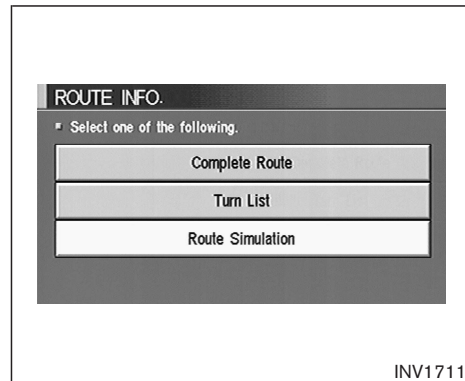 ROUTE INFO.
Select one of the following.
Complete Route
Turn List
Route Simulation
INV1711